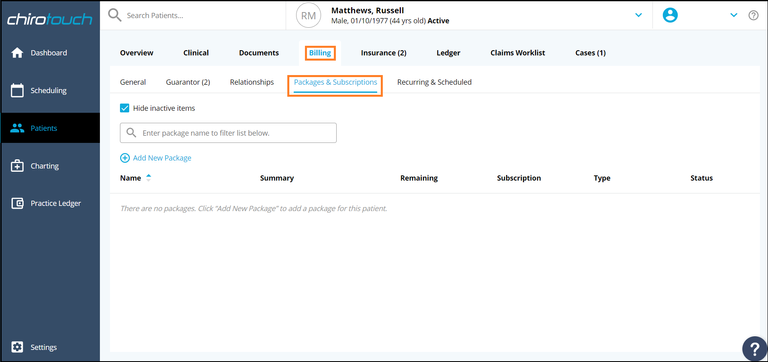 chirotouch
Search Patients...
RM
Matthews, Russell
Male, 01/10/1977 (44 yrs old) Active
?
Dashboard
Scheduling
Patients
Charting
Practice Ledger
Settings
Overview Clinical Documents Billing Insurance (2) Ledger Claims Worklist Cases (1)
General Guarantor (2) Relationships Packages & Subscriptions Recurring & Scheduled
Hide inactive items
Enter package name to filter list below.
Add New Package
Name Summary Remaining Subscription Type Status
There are no packages. Click "Add New Package" to add a package for this patient.
?